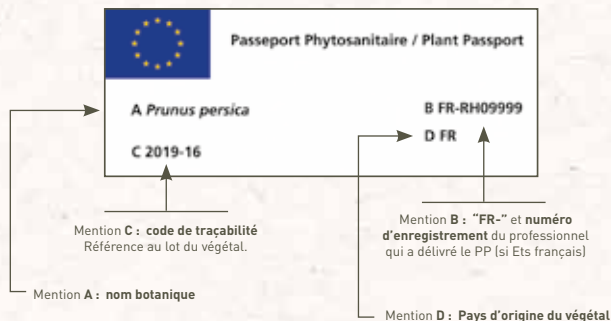 Passeport Phytosanitaire / Plant Passport
A Prunus persica
B FR-RH09999
C 2019-16
D FR
Mention C : code de traçabilité
Référence au lot du végétal.
Mention B : "FR-" et numéro
d'enregistrement du professionnel
qui a délivré le PP (si Ets français)
Mention A : nom botanique
Mention D : Pays d'origine du végétal